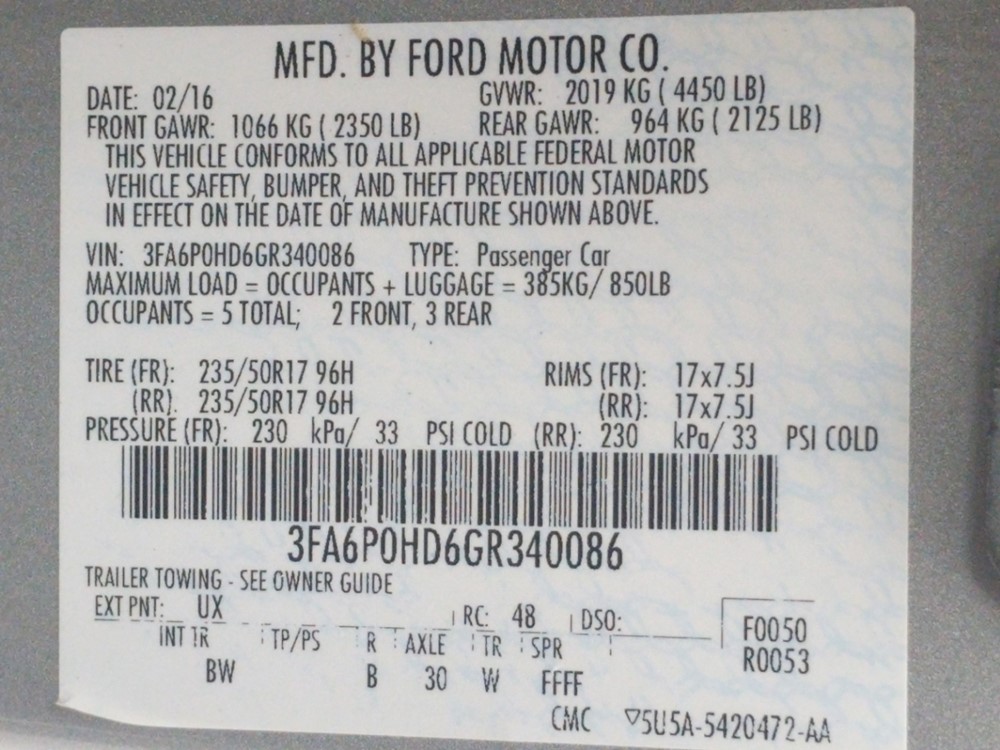 MFD. BY FORD MOTOR CO.
DATE: 02/16 GVWR: 2019 KG ( 4450 LB)
FRONT GAWR: 1066 KG ( 2350 LB) REAR GAWR: 964 KG ( 2125 LB)
THIS VEHICLE CONFORMS TO ALL APPLICABLE FEDERAL MOTOR
VEHICLE SAFETY, BUMPER, AND THEFT PREVENTION STANDARDS
IN EFFECT ON THE DATE OF MANUFACTURE SHOWN ABOVE.
VIN: 3FA6P0HD6GR340086 TYPE: Passenger Car
MAXIMUM LOAD = OCCUPANTS + LUGGAGE = 385KG/ 850LB
OCCUPANTS = 5 TOTAL; 2 FRONT, 3 REAR
TIRE (FR): 235/50R17 96H RIMS (FR): 17x7.5J
(RR). 235/50R17 96H (RR): 17x7.5J
PRESSURE (FR): 230 kPa/ 33 PSI COLD (RR): 230 kPa/ 33 PSI COLD
3FA6P0HD6GR340086
TRAILER TOWING - SEE OWNER GUIDE
EXT PNT: UX RC: 48 DSO: F0050
INT TR TP/PS R AXLE TR SPR R0053
BW B 30 W FFFF
CMC ▽5U5A-5420472-AA